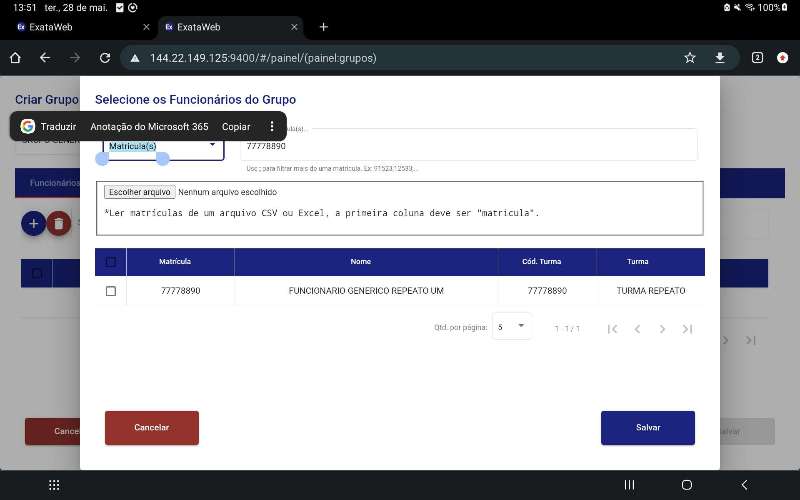 13:51 ter., 28 de mai.
100%
ExataWeb
ExataWeb
144.22.149.125:9400/#/painel/(painel:grupos)
2
Criar Grupo
Selecione os Funcionários do Grupo
Traduzir Anotação do Microsoft 365 Copiar
Matrícula(s)
77778890
Use ; para filtrar mais de uma matrícula. Ex: 91523;12533;...
Funcionários
Escolher arquivo Nenhum arquivo escolhido
*Ler matrículas de um arquivo CSV ou Excel, a primeira coluna deve ser "matricula".
Matrícula Nome Cód. Turma Turma
77778890 FUNCIONARIO GENERICO REPEATO UM 77778890 TURMA REPEATO
Qtd. por página: 5 1 - 1 / 1
Cancelar Salvar